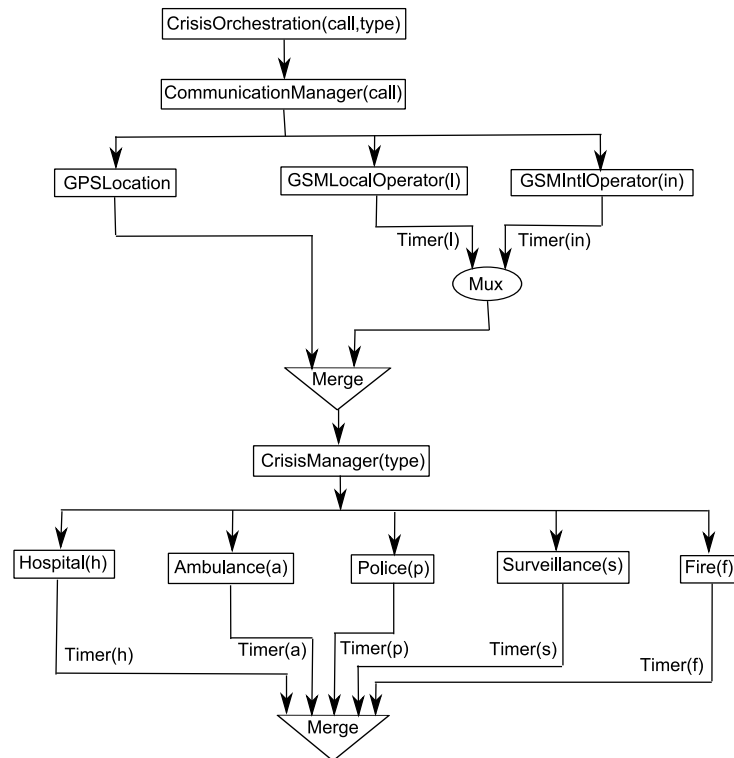 CrisisOrchestration(call,type)
CommunicationManager(call)
GPSLocation
GSMLocalOperator(l)
GSMIntlOperator(in)
Timer(l)
Timer(in)
Mux
Merge
CrisisManager(type)
Hospital(h)
Ambulance(a)
Police(p)
Surveillance(s)
Fire(f)
Timer(h)
Timer(a)
Timer(p)
Timer(s)
Timer(f)
Merge